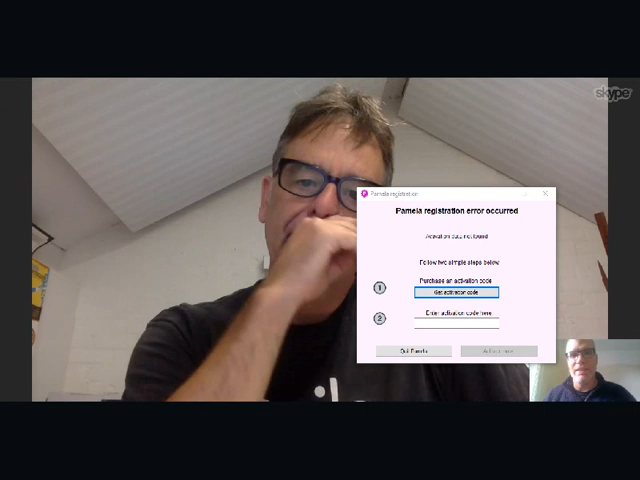 skype
Pamela registration
Pamela registration error occurred
Activation data not found
Follow two simple steps below
Purchase an activation code
1
Get activation code
Enter activation code here
2
Quit Pamela